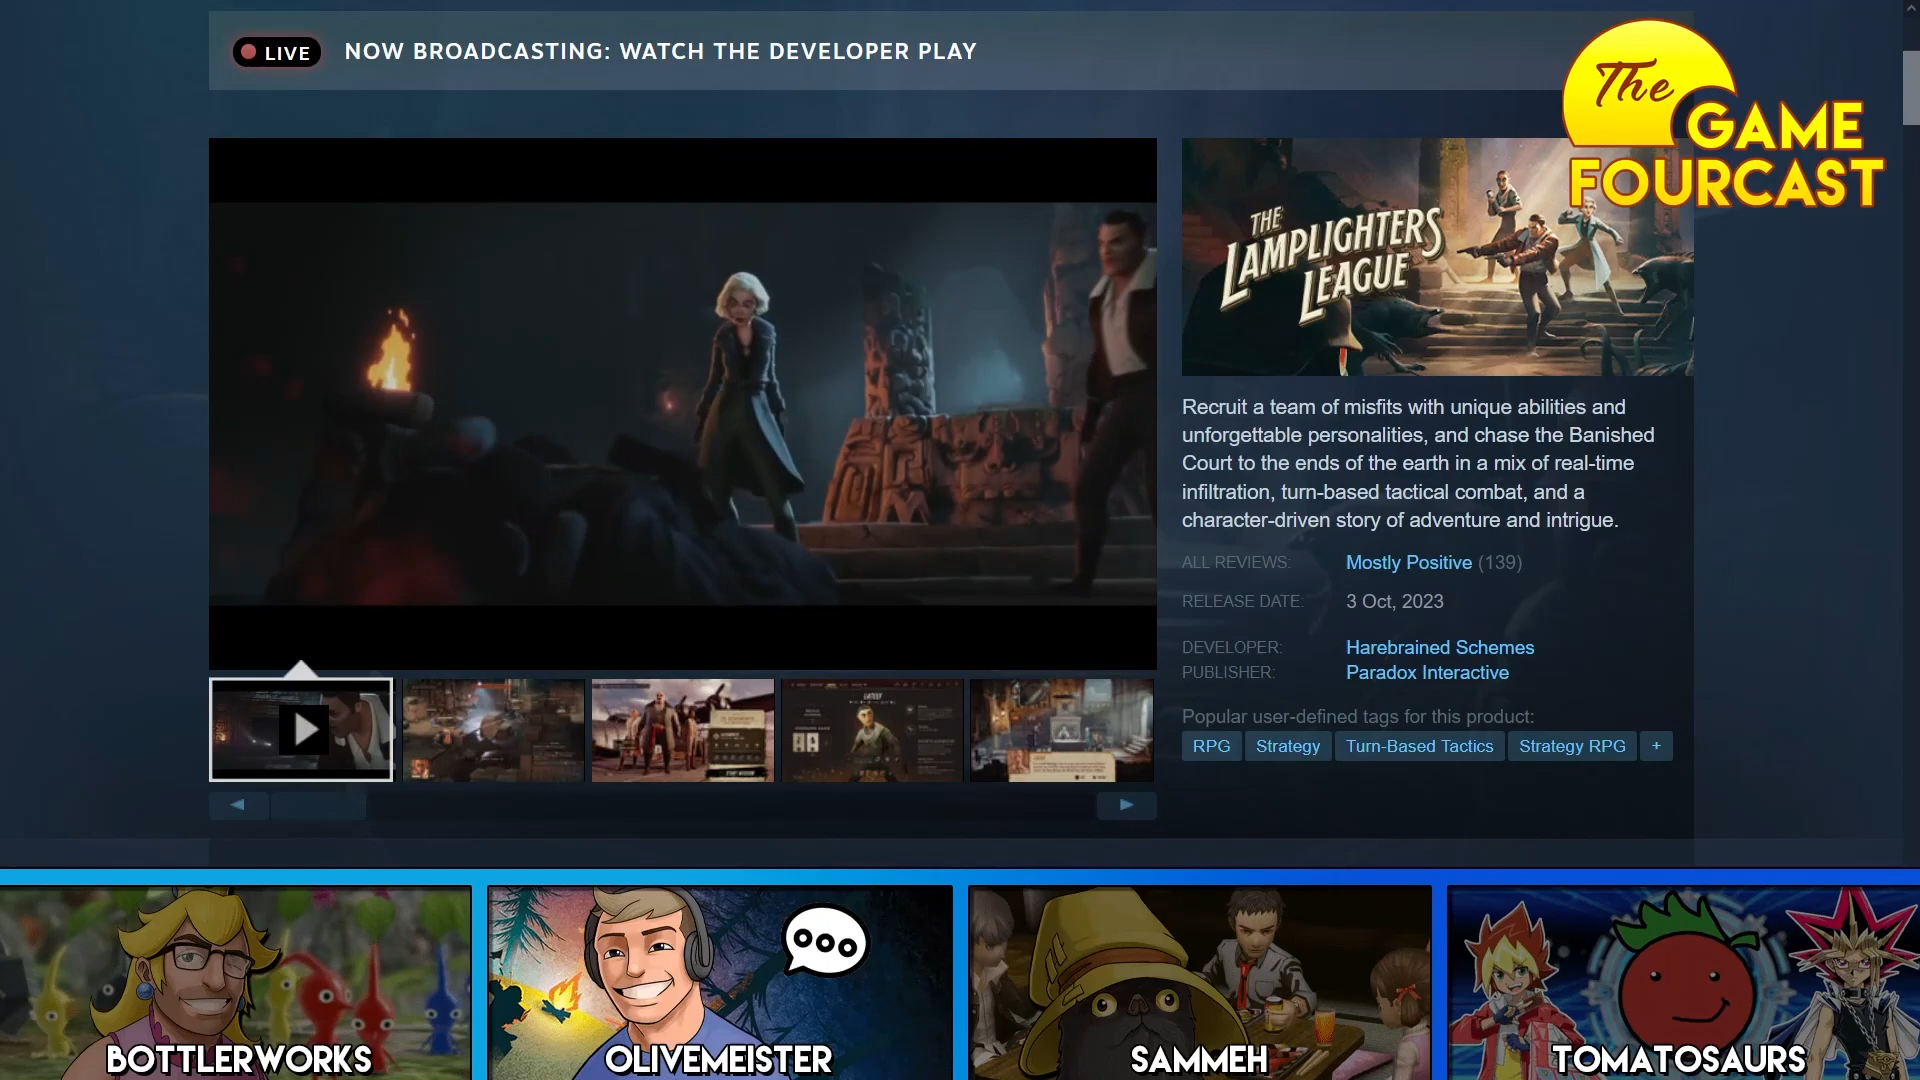 LIVE
NOW BROADCASTING: WATCH THE DEVELOPER PLAY
The
GAME
FOURCAST
THE
LAMPLIGHTERS
LEAGUE
Recruit a team of misfits with unique abilities and
unforgettable personalities, and chase the Banished
Court to the ends of the earth in a mix of real-time
infiltration, turn-based tactical combat, and a
character-driven story of adventure and intrigue.
ALL REVIEWS: Mostly Positive (139)
RELEASE DATE: 3 Oct, 2023
DEVELOPER: Harebrained Schemes
PUBLISHER: Paradox Interactive
Popular user-defined tags for this product:
RPG Strategy Turn-Based Tactics Strategy RPG +
BOTTLERWORKS
OLIVEMEISTER
SAMMEH
TOMATOSAURS